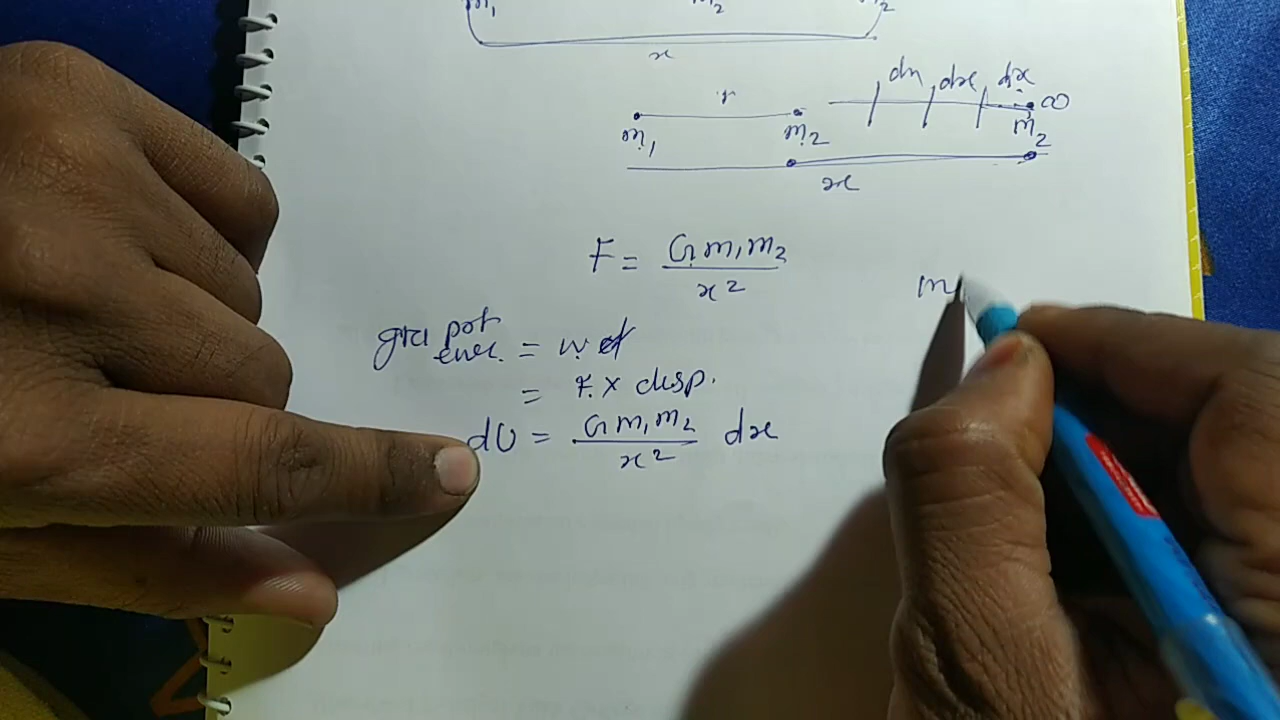 m₁ m₂ m₂
x
dx dx dx
r ∞
m₁ m₂ m₂
x
F = Gm₁m₂ / x²
m
gra pot ener. = wd
= F × disp.
dU = Gm₁m₂ / x² dx